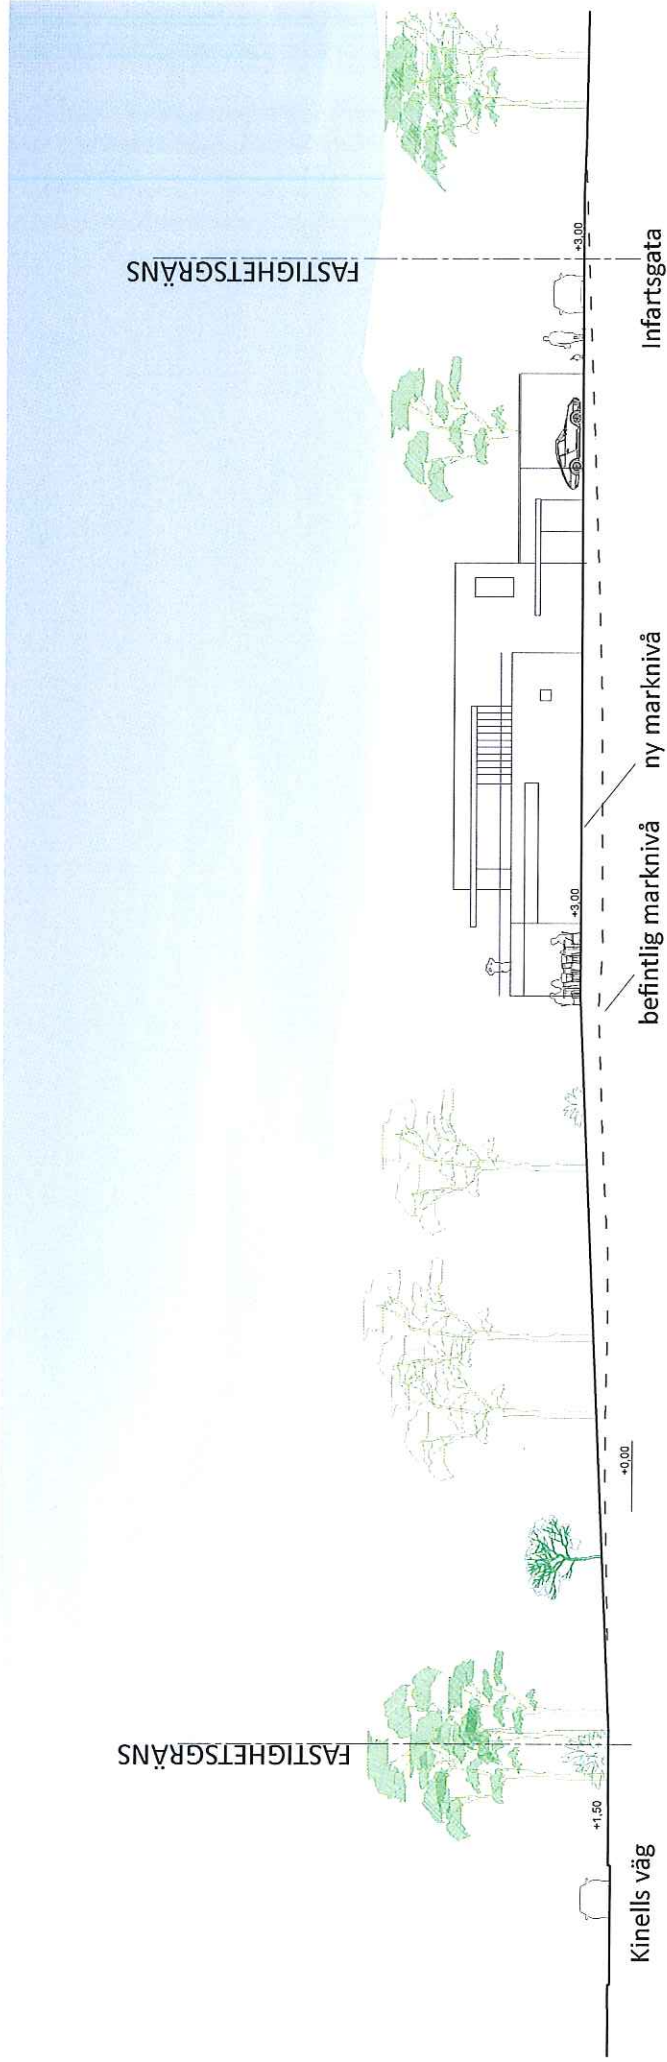 FASTIGHETSGRÄNS
FASTIGHETSGRÄNS
+1,50
+0,00
+3,00
+3,00
Kinells väg
befintlig marknivå
ny marknivå
Infartsgata